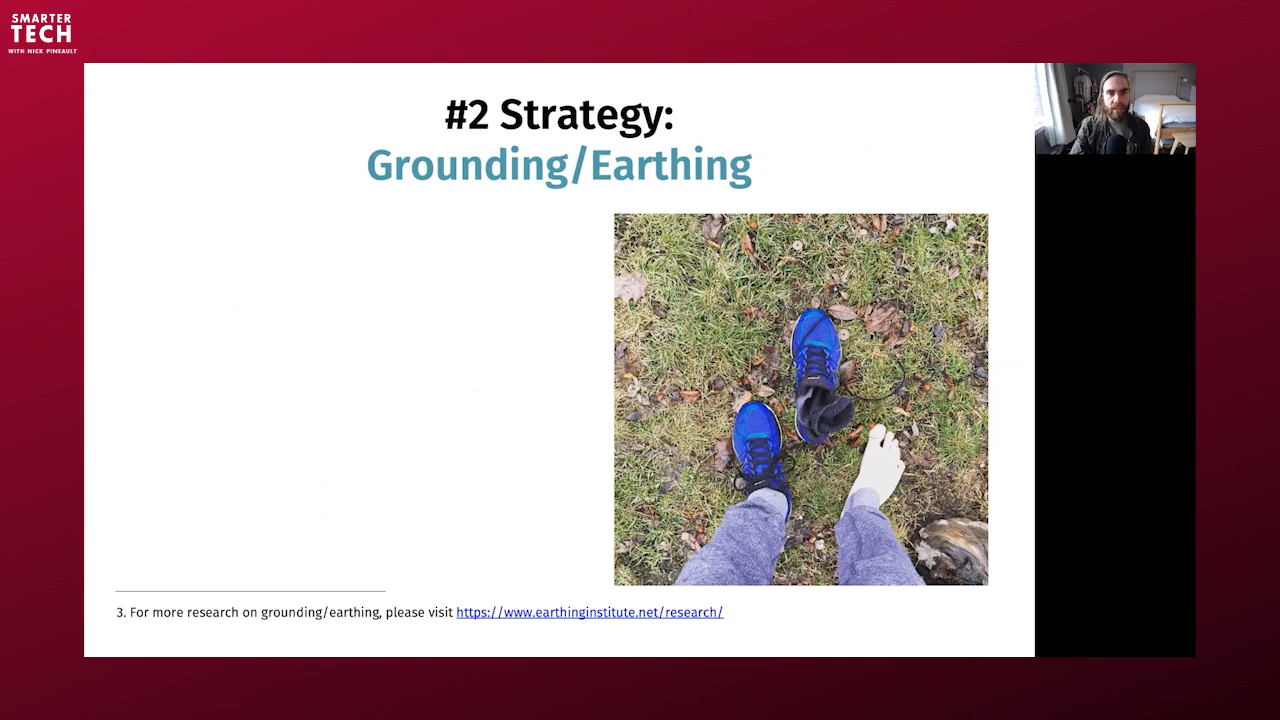 SMARTER
TECH
WITH NICK PINEAULT
#2 Strategy:
Grounding/Earthing
3. For more research on grounding/earthing, please visit https://www.earthinginstitute.net/research/